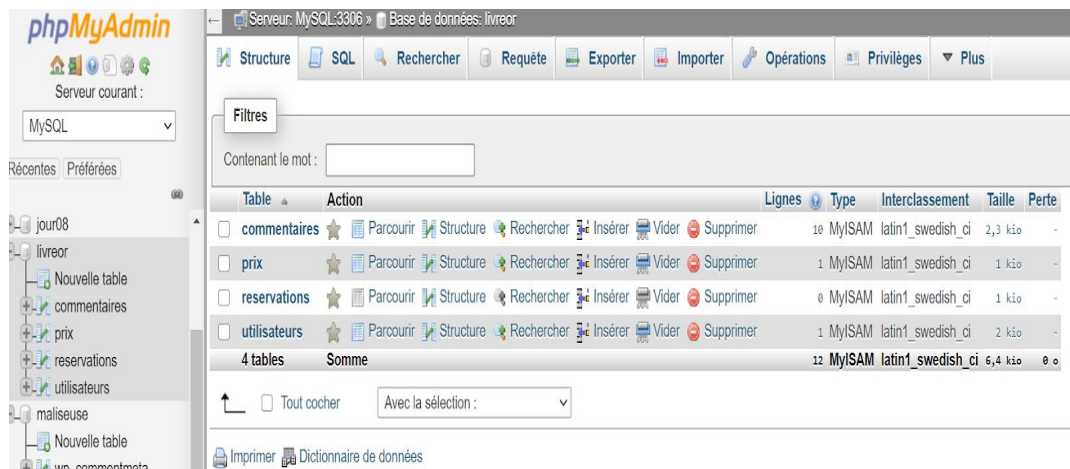 phpMyAdmin
Serveur courant :
MySQL
Récentes Préférées
jour08
livreor
Nouvelle table
commentaires
prix
reservations
utilisateurs
maliseuse
Nouvelle table
wp_commentmeta
Serveur: MySQL:3306 » Base de données: livreor
Structure SQL Rechercher Requête Exporter Importer Opérations Privilèges Plus
Filtres
Contenant le mot :
Table Action Lignes Type Interclassement Taille Perte
commentaires Parcourir Structure Rechercher Insérer Vider Supprimer 10 MyISAM latin1_swedish_ci 2,3 kio -
prix Parcourir Structure Rechercher Insérer Vider Supprimer 1 MyISAM latin1_swedish_ci 1 kio -
reservations Parcourir Structure Rechercher Insérer Vider Supprimer 0 MyISAM latin1_swedish_ci 1 kio -
utilisateurs Parcourir Structure Rechercher Insérer Vider Supprimer 1 MyISAM latin1_swedish_ci 2 kio -
4 tables Somme 12 MyISAM latin1_swedish_ci 6,4 kio 0 o
Tout cocher Avec la sélection :
Imprimer Dictionnaire de données